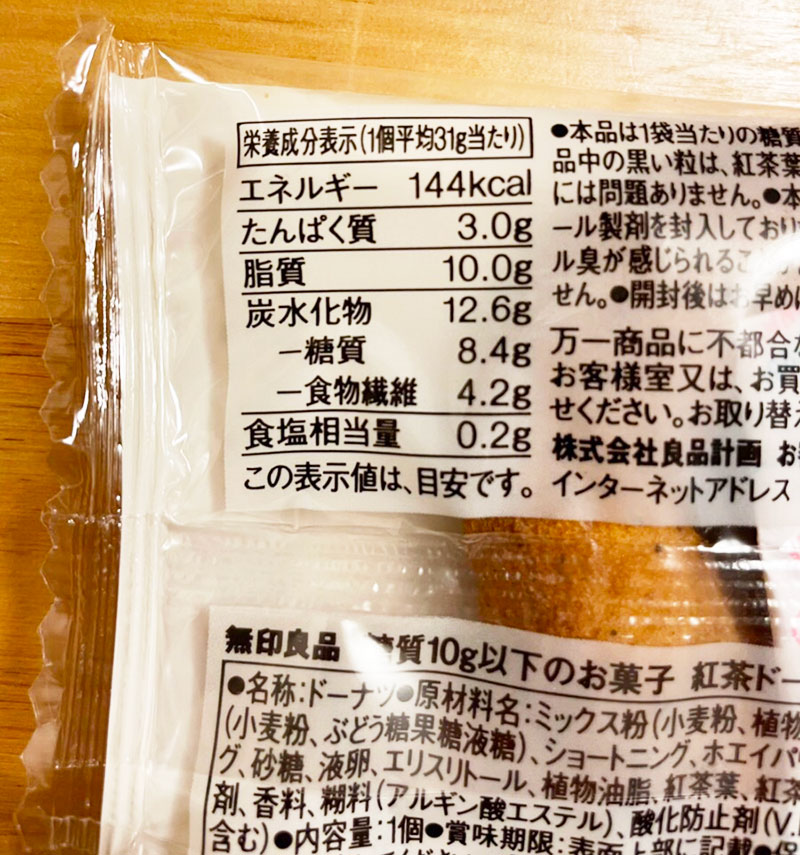 栄養成分表示(1個平均31g当たり)
エネルギー 144kcal
たんぱく質 3.0g
脂質 10.0g
炭水化物 12.6g
－糖質 8.4g
－食物繊維 4.2g
食塩相当量 0.2g
この表示値は、目安です。
●本品は1袋当たりの糖質
品中の黒い粒は、紅茶葉
には問題ありません。●本
ール製剤を封入しており
ル臭が感じられるこ
せん。●開封後はお早めに
万一商品に不都合な
お客様室又は、お買
せください。お取り替え
株式会社良品計画 お客
インターネットアドレス
無印良品 糖質10g以下のお菓子 紅茶ドー
●名称:ドーナツ●原材料名:ミックス粉(小麦粉、植物
(小麦粉、ぶどう糖果糖液糖)、ショートニング、ホエイパ
グ、砂糖、液卵、エリスリトール、植物油脂、紅茶葉、紅茶
剤、香料、糊料(アルギン酸エステル)、酸化防止剤(V.
含む)●内容量:1個●賞味期限:表面上部に記載●保